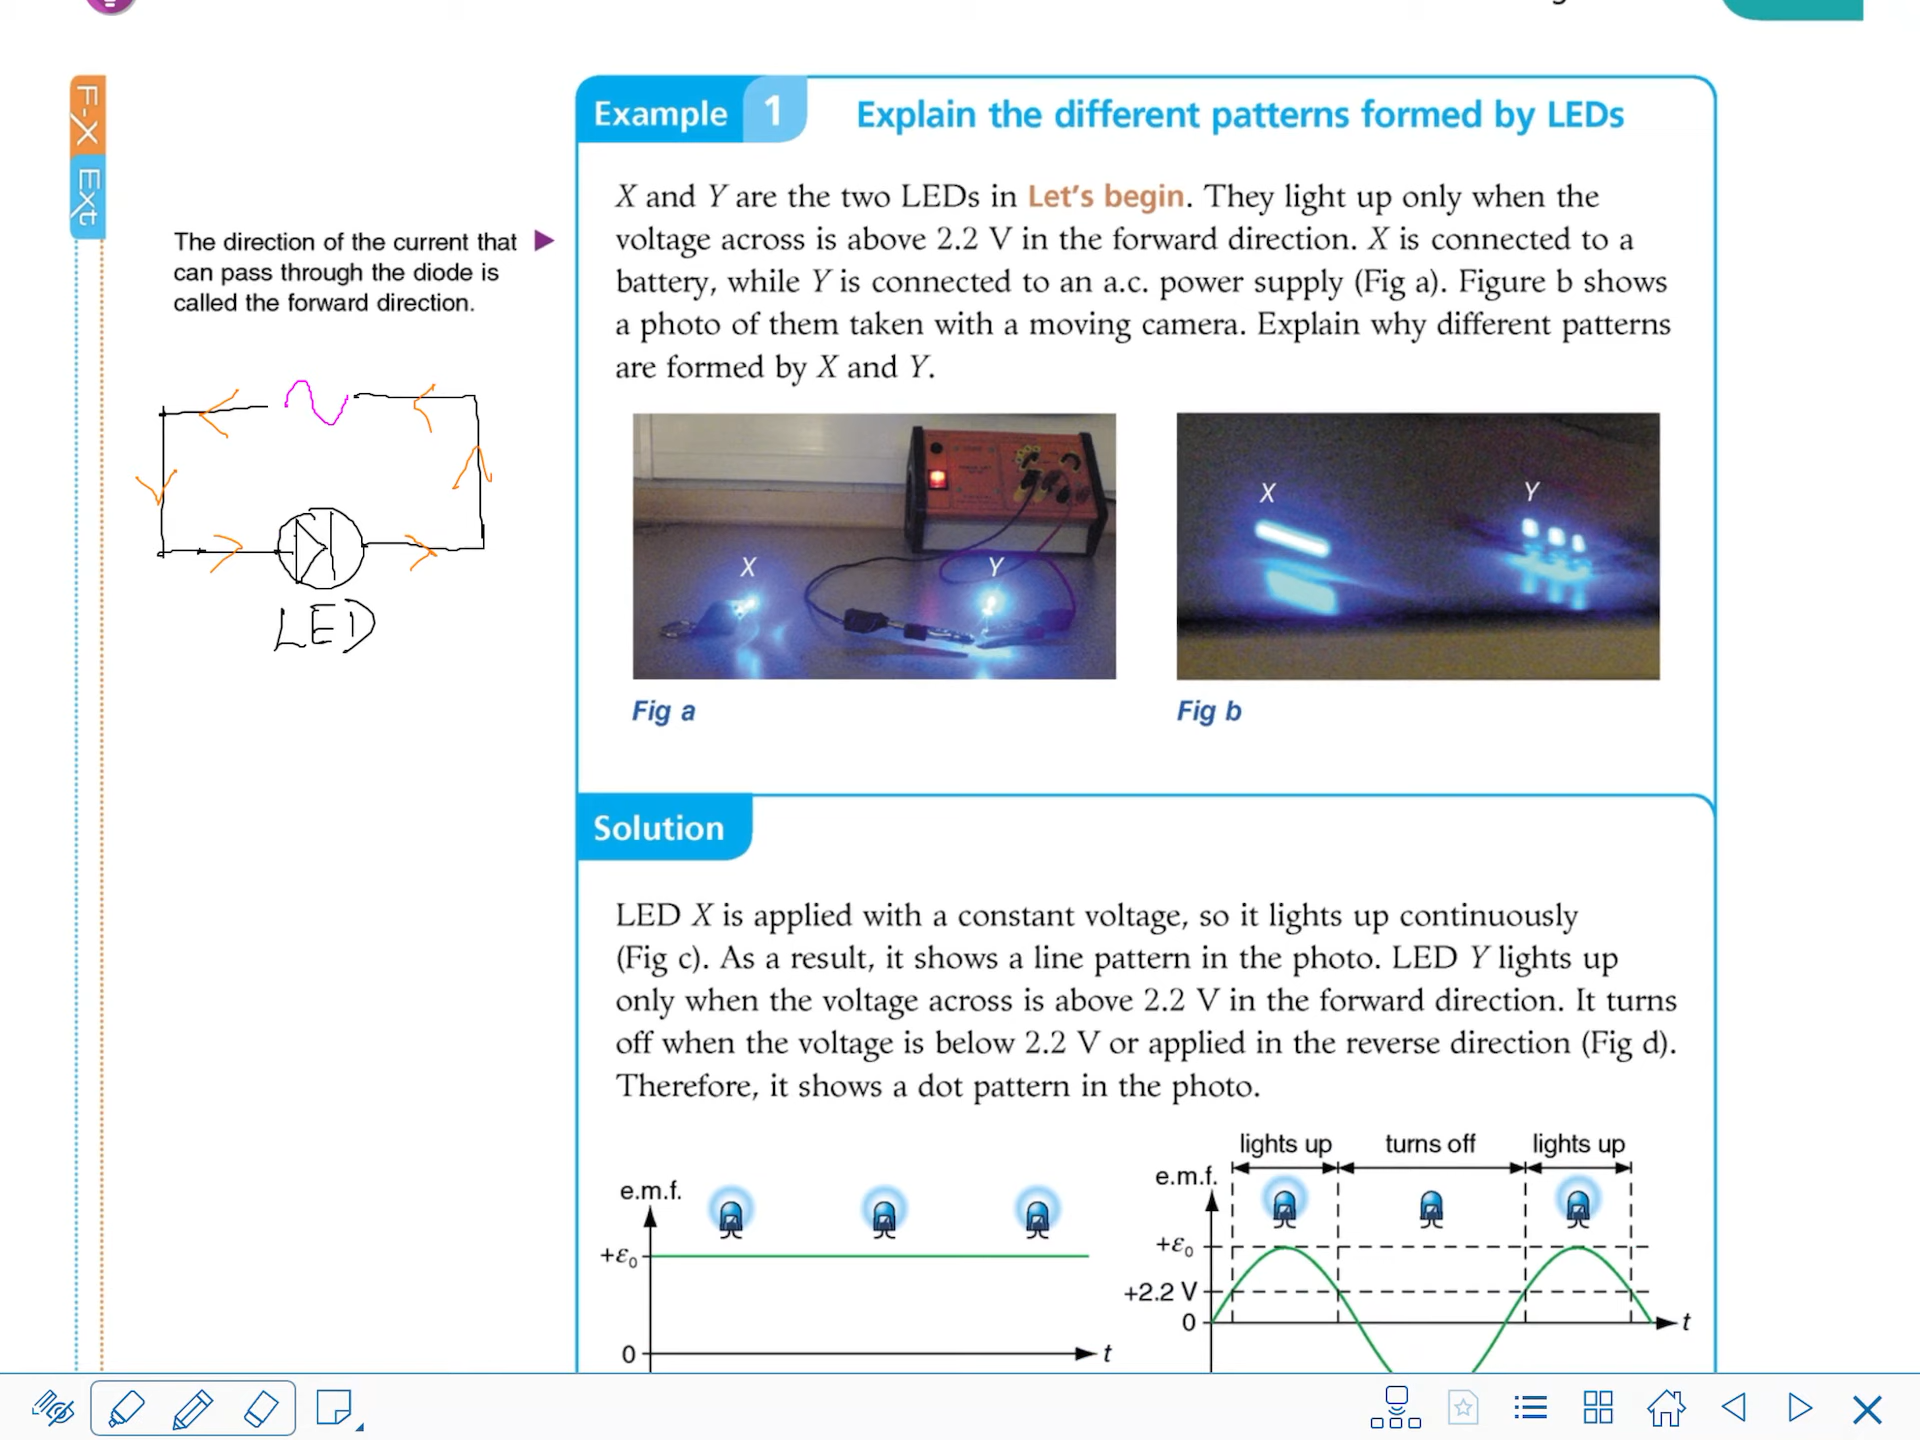 F-X
Ext
Example 1
Explain the different patterns formed by LEDs
X and Y are the two LEDs in Let's begin. They light up only when the
voltage across is above 2.2 V in the forward direction. X is connected to a
battery, while Y is connected to an a.c. power supply (Fig a). Figure b shows
a photo of them taken with a moving camera. Explain why different patterns
are formed by X and Y.
The direction of the current that
can pass through the diode is
called the forward direction.
LED
X
Y
X
Y
Fig a
Fig b
Solution
LED X is applied with a constant voltage, so it lights up continuously
(Fig c). As a result, it shows a line pattern in the photo. LED Y lights up
only when the voltage across is above 2.2 V in the forward direction. It turns
off when the voltage is below 2.2 V or applied in the reverse direction (Fig d).
Therefore, it shows a dot pattern in the photo.
e.m.f.
+ε₀
0
t
lights up
turns off
lights up
e.m.f.
+ε₀
+2.2 V
0
t